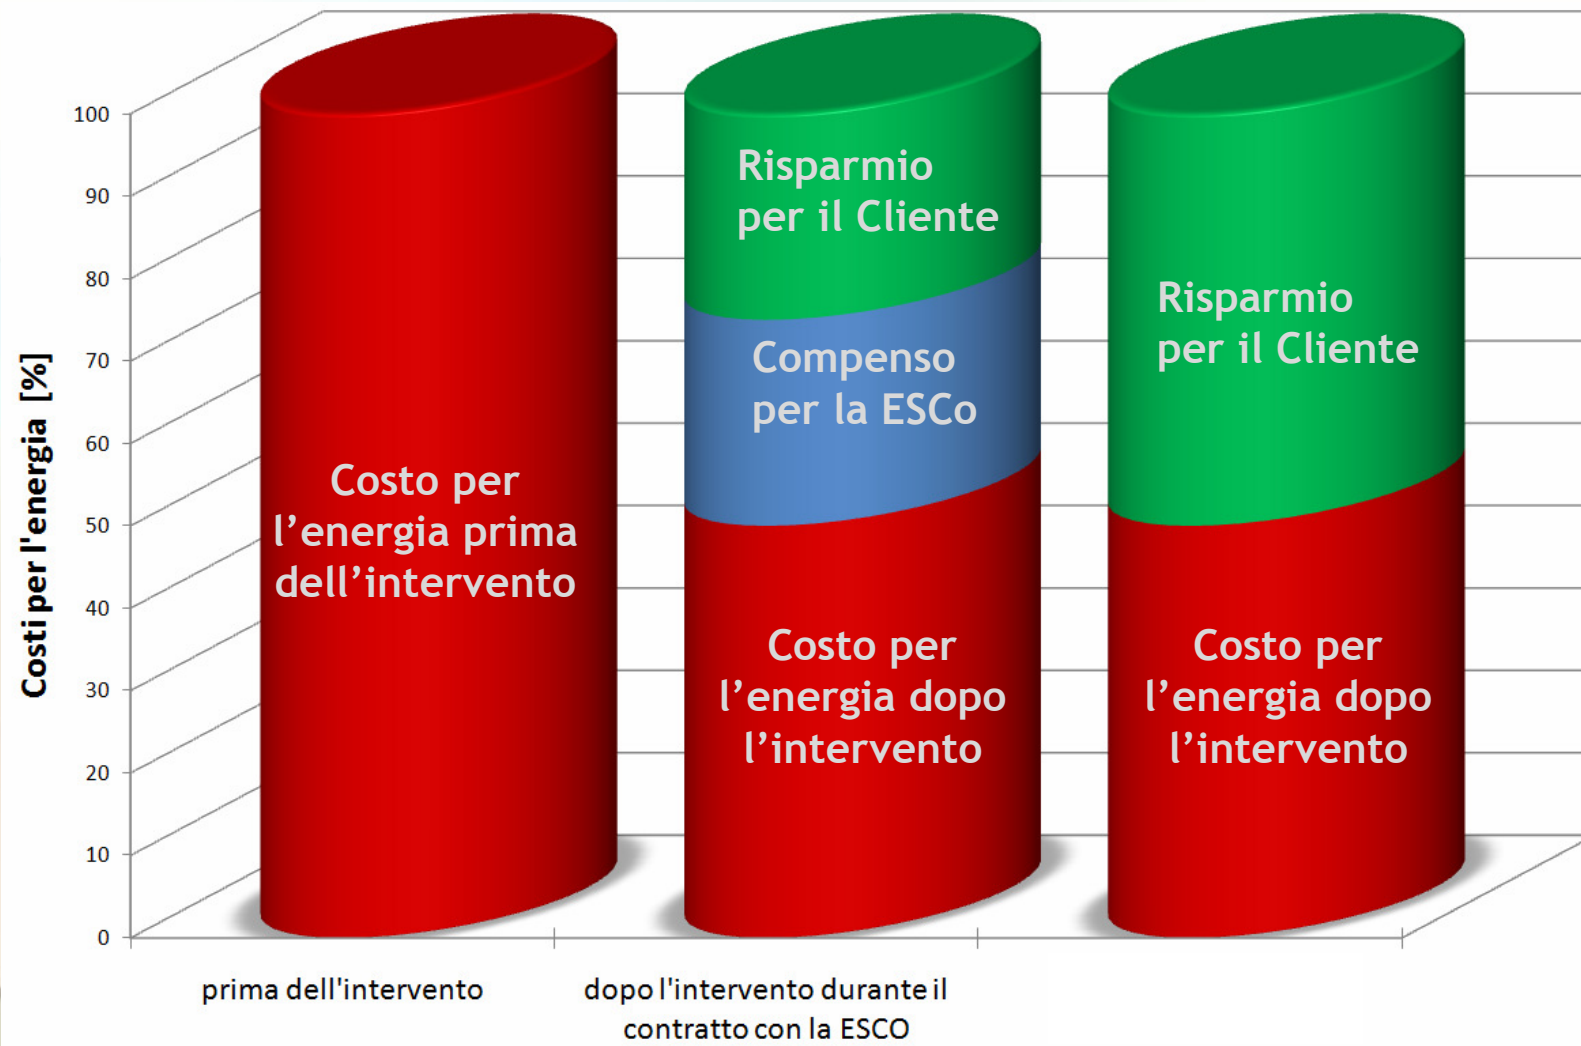 Costi per l'energia [%]
100
90
80
70
60
50
40
30
20
10
0
Costo per
l’energia prima
dell’intervento
Risparmio
per il Cliente
Compenso
per la ESCo
Costo per
l’energia dopo
l’intervento
Risparmio
per il Cliente
Costo per
l’energia dopo
l’intervento
prima dell'intervento
dopo l'intervento durante il
contratto con la ESCO